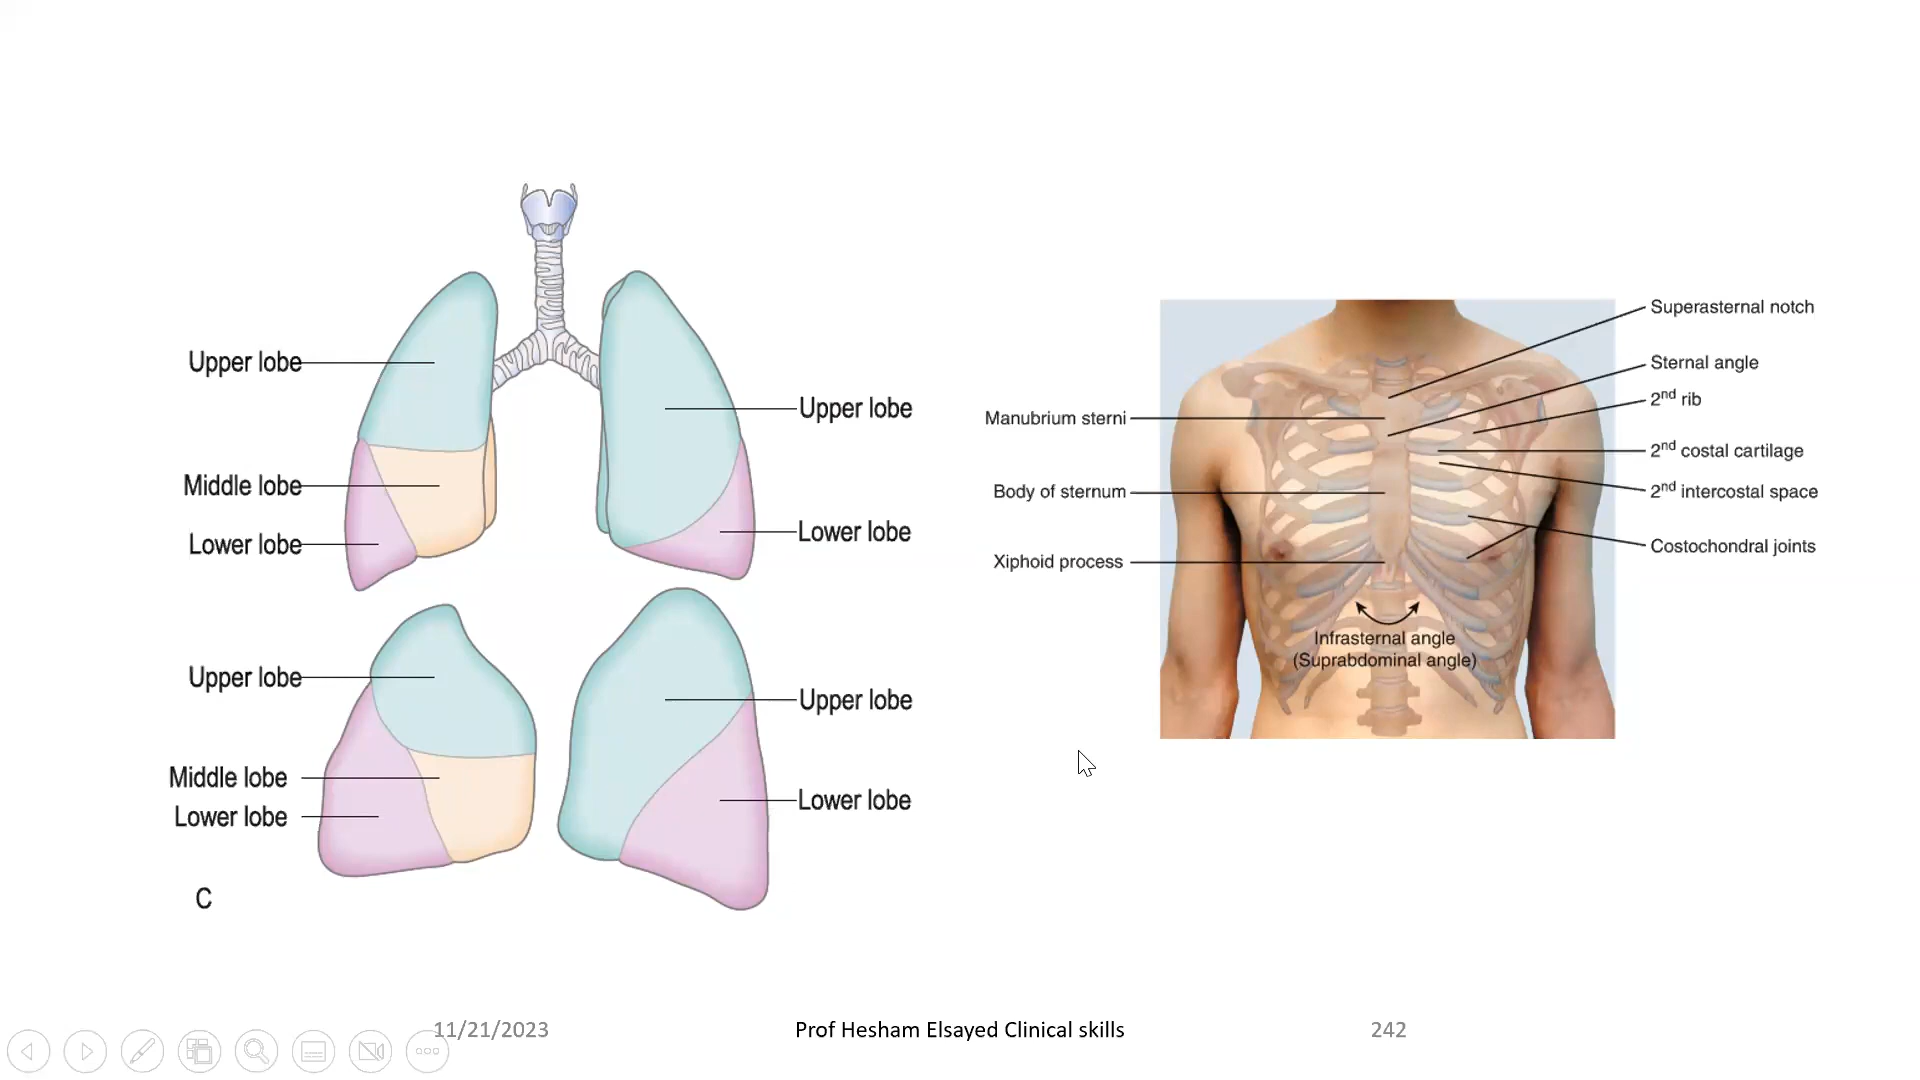 Upper lobe
Middle lobe
Lower lobe
Upper lobe
Lower lobe
Upper lobe
Middle lobe
Lower lobe
Upper lobe
Lower lobe
C
Manubrium sterni
Body of sternum
Xiphoid process
Superasternal notch
Sternal angle
2nd rib
2nd costal cartilage
2nd intercostal space
Costochondral joints
Infrasternal angle
(Suprabdominal angle)
11/21/2023
Prof Hesham Elsayed Clinical skills
242